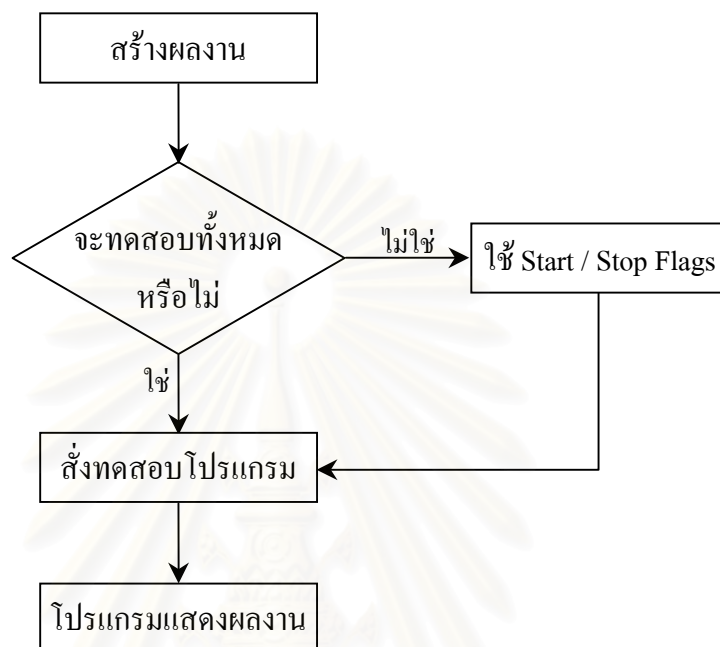 สร้างผลงาน
จะทดสอบทั้งหมด
หรือไม่
ไม่ใช่
ใช้ Start / Stop Flags
ใช่
สั่งทดสอบโปรแกรม
โปรแกรมแสดงผลงาน